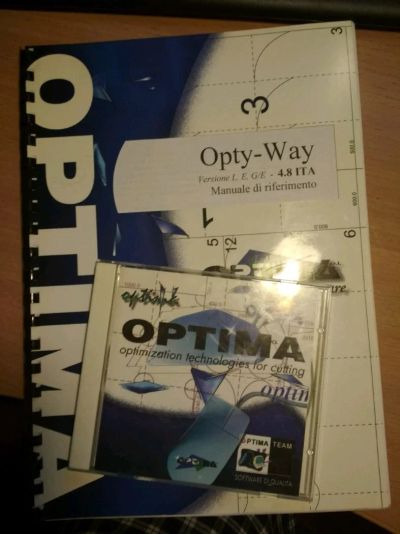 OPTIMA
3
3
Opty-Way
Versione L, E, G/E - 4.8 ITA
Manuale di riferimento
1
5
12
6
OPTIMA
optimization technologies for cutting
OPTIMA TEAM
SOFTWARE DI QUALITA'